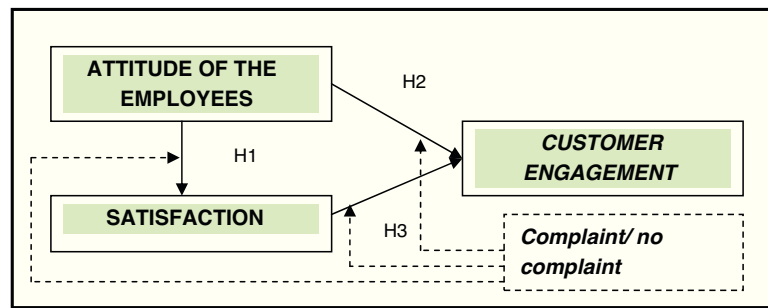 ATTITUDE OF THE
EMPLOYEES
H2
CUSTOMER
ENGAGEMENT
H1
SATISFACTION
H3
Complaint/ no
complaint